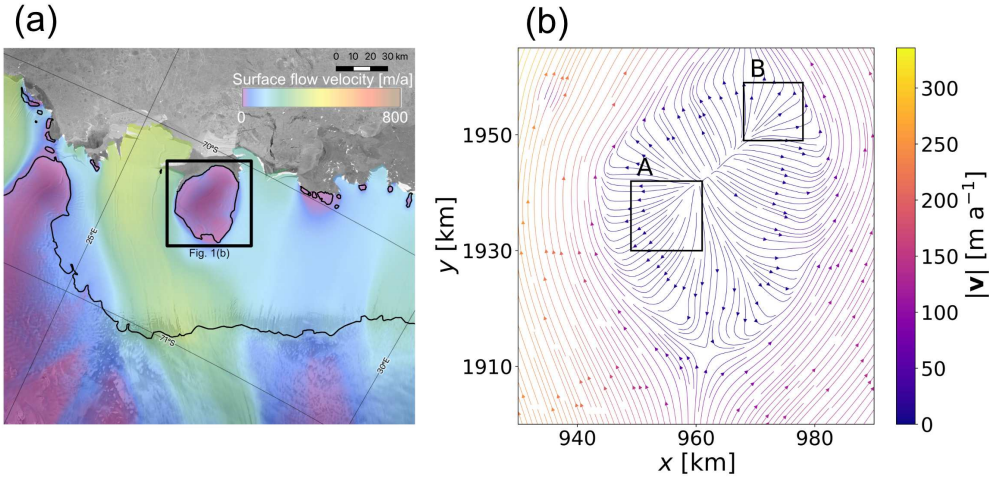 (a)
(b)
0 10 20 30 km
Surface flow velocity [m/a]
0
800
70°S
25°E
Fig. 1(b)
71°S
30°E
B
A
1950
1930
1910
y [km]
940
960
980
x [km]
300
250
200
150
100
50
0
|v| [m a⁻¹]